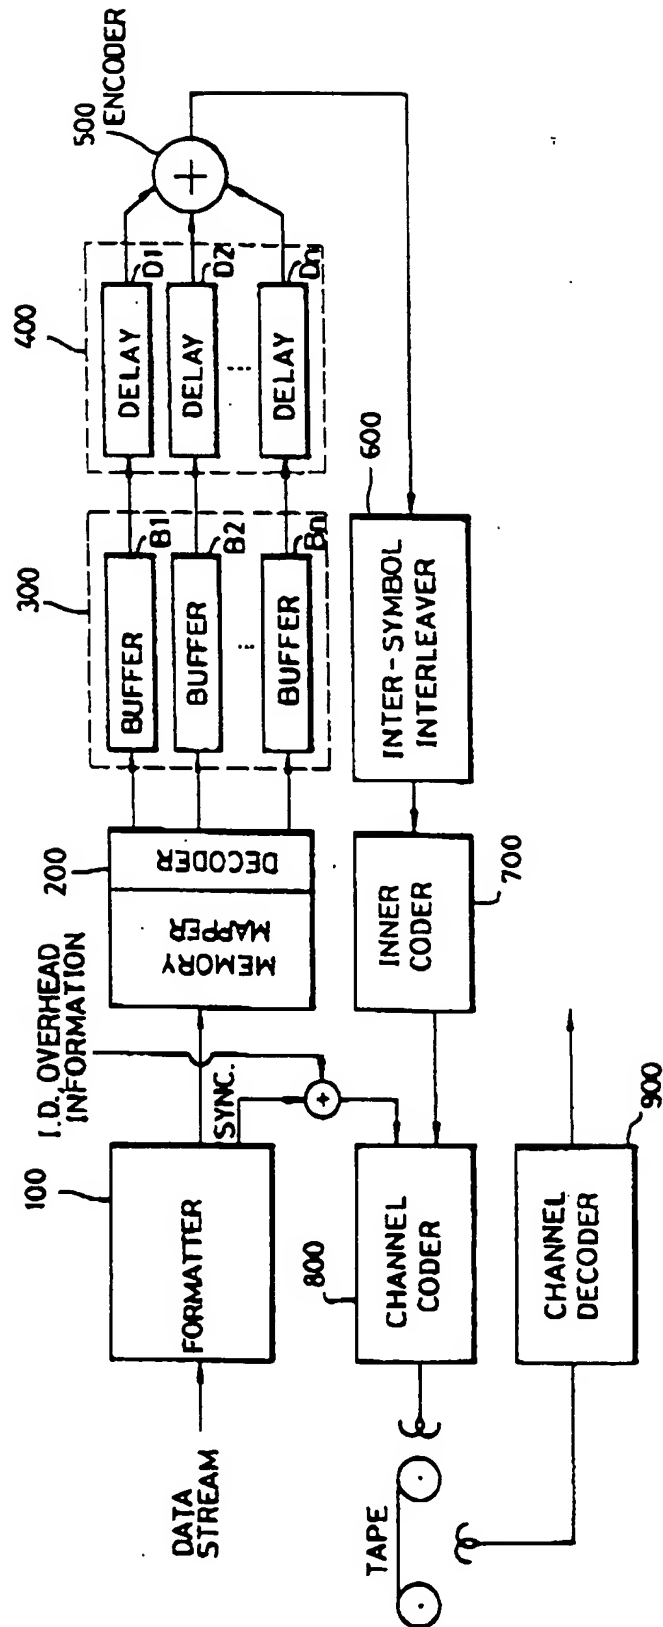 DATA
STREAM
100
FORMATTER
SYNC.
I.D. OVERHEAD
INFORMATION
+
200
MEMORY
MAPPER
DECODER
300
BUFFER
B1
BUFFER
B2
...
BUFFER
Bn
400
DELAY
D1
DELAY
D2
...
DELAY
Dn
500
ENCODER
+
600
INTER-SYMBOL
INTERLEAVER
700
INNER
CODER
800
CHANNEL
CODER
TAPE
900
CHANNEL
DECODER